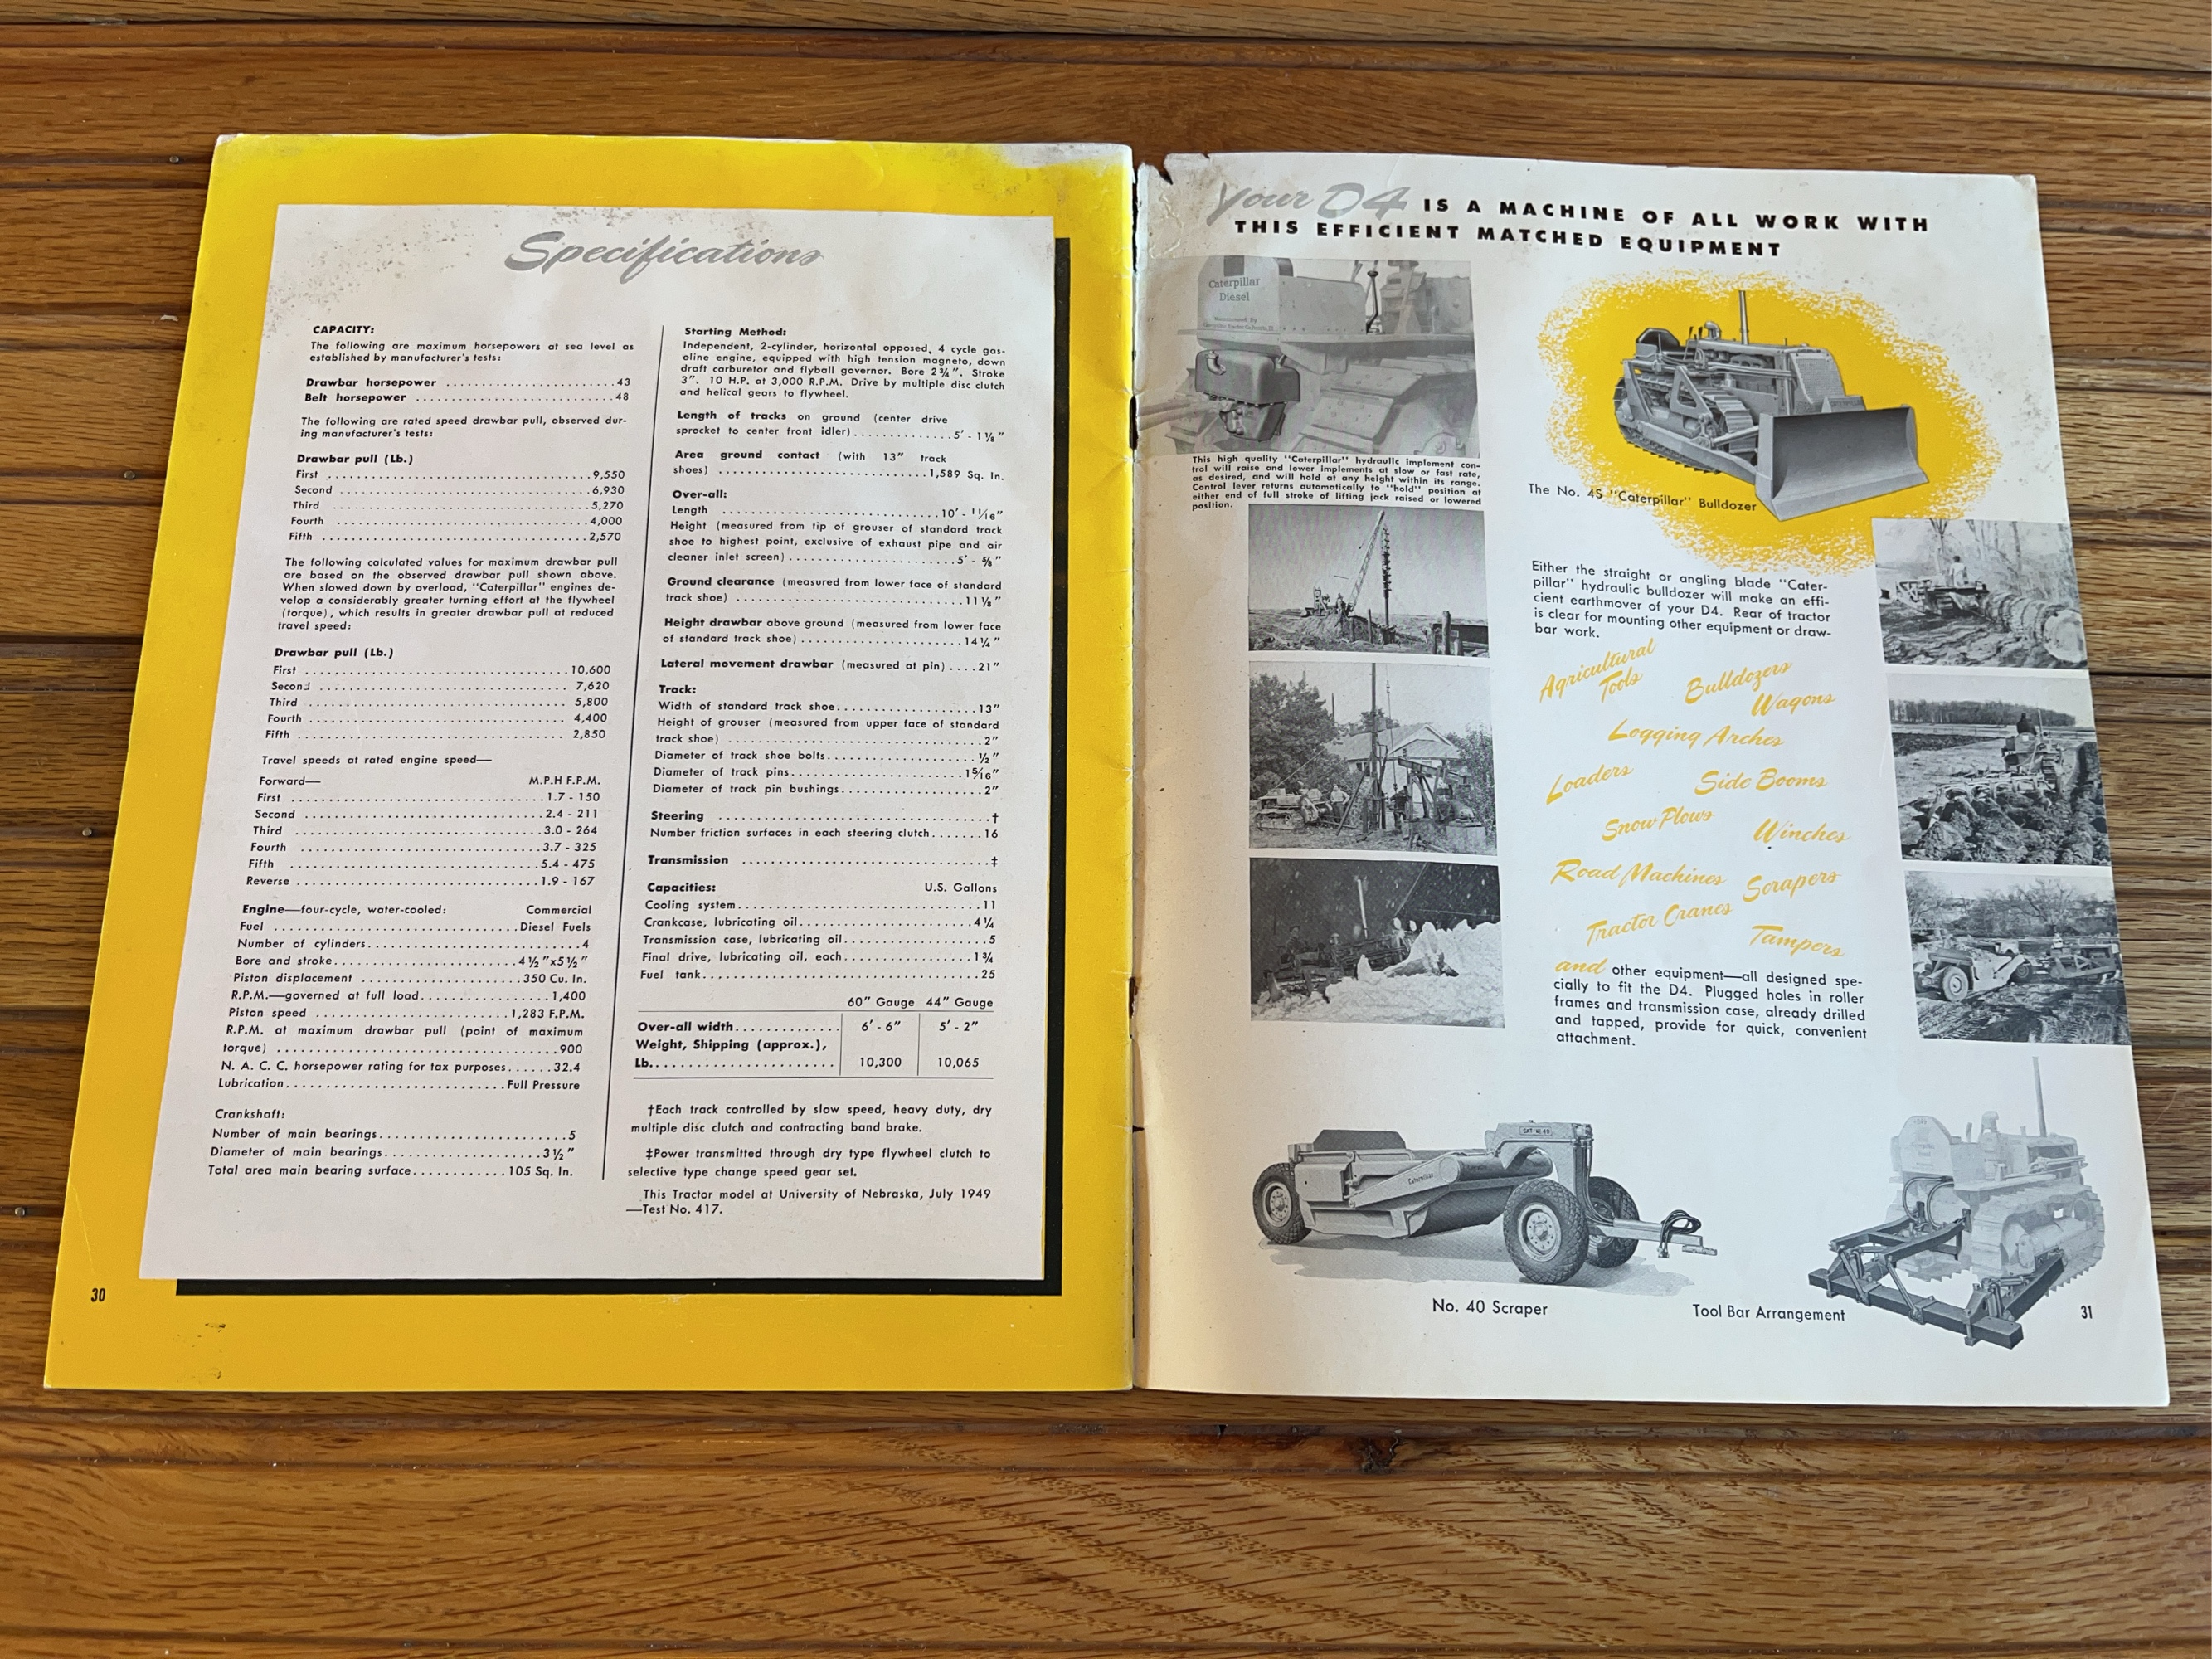 Specifications
CAPACITY:
The following are maximum horsepowers at sea level as
established by manufacturer's tests:
Drawbar horsepower ........................43
Belt horsepower ............................48
The following are rated speed drawbar pull, observed dur-
ing manufacturer's tests:
Drawbar pull (Lb.)
First ........................................9,550
Second ......................................6,930
Third .......................................5,270
Fourth ......................................4,000
Fifth ........................................2,570
The following calculated values for maximum drawbar pull
are based on the observed drawbar pull shown above.
When slowed down by overload, "Caterpillar" engines de-
velop a considerably greater turning effort at the flywheel
(torque), which results in greater drawbar pull at reduced
travel speed:
Drawbar pull (Lb.)
First .......................................10,600
Second .....................................7,620
Third .......................................5,800
Fourth ......................................4,400
Fifth ........................................2,850
Travel speeds at rated engine speed—
Forward— M.P.H F.P.M.
First ....................................1.7 - 150
Second ..................................2.4 - 211
Third ....................................3.0 - 264
Fourth ..................................3.7 - 325
Fifth ....................................5.4 - 475
Reverse ..................................1.9 - 167
Engine—four-cycle, water-cooled: Commercial
Fuel ..................................Diesel Fuels
Number of cylinders..............................4
Bore and stroke..........................4½"x5½"
Piston displacement ........................350 Cu. In.
R.P.M.—governed at full load...................1,400
Piston speed ...........................1,283 F.P.M.
R.P.M. at maximum drawbar pull (point of maximum
torque) ........................................900
N. A. C. C. horsepower rating for tax purposes......32.4
Lubrication...............................Full Pressure
Crankshaft:
Number of main bearings...........................5
Diameter of main bearings.......................3½"
Total area main bearing surface............105 Sq. In.
Starting Method:
Independent, 2-cylinder, horizontal opposed, 4 cycle gas-
oline engine, equipped with high tension magneto, down
draft carburetor and flyball governor. Bore 2¾". Stroke
3". 10 H.P. at 3,000 R.P.M. Drive by multiple disc clutch
and helical gears to flywheel.
Length of tracks on ground (center drive
sprocket to center front idler)..............5' - 1⅛"
Area ground contact (with 13" track
shoes) ..............................1,589 Sq. In.
Over-all:
Length ..............................10' - 11/16"
Height (measured from tip of grouser of standard track
shoe to highest point, exclusive of exhaust pipe and air
cleaner inlet screen)........................5' - ⅝"
Ground clearance (measured from lower face of standard
track shoe) ..................................11⅛"
Height drawbar above ground (measured from lower face
of standard track shoe)........................14¼"
Lateral movement drawbar (measured at pin)....21"
Track:
Width of standard track shoe....................13"
Height of grouser (measured from upper face of standard
track shoe) ....................................2"
Diameter of track shoe bolts......................½"
Diameter of track pins..........................1 5/16"
Diameter of track pin bushings....................2"
Steering ........................................†
Number friction surfaces in each steering clutch.......16
Transmission ....................................‡
Capacities: U.S. Gallons
Cooling system....................................11
Crankcase, lubricating oil..........................4¼
Transmission case, lubricating oil....................5
Final drive, lubricating oil, each....................1¾
Fuel tank.........................................25
60" Gauge 44" Gauge
Over-all width.............. 6' - 6" 5' - 2"
Weight, Shipping (approx.),
Lb......................... 10,300 10,065
†Each track controlled by slow speed, heavy duty, dry
multiple disc clutch and contracting band brake.
‡Power transmitted through dry type flywheel clutch to
selective type change speed gear set.
This Tractor model at University of Nebraska, July 1949
—Test No. 417.
30
Your D4 IS A MACHINE OF ALL WORK WITH
THIS EFFICIENT MATCHED EQUIPMENT
Caterpillar
Diesel
This high quality "Caterpillar" hydraulic implement con-
trol will raise and lower implements at slow or fast rate,
as desired, and will hold at any height within its range.
Control lever returns automatically to "hold" position at
either end of full stroke of lifting jack raised or lowered
position.
The No. 4S "Caterpillar" Bulldozer
Either the straight or angling blade "Cater-
pillar" hydraulic bulldozer will make an effi-
cient earthmover of your D4. Rear of tractor
is clear for mounting other equipment or draw-
bar work.
Agricultural
Tools
Bulldozers
Wagons
Logging Arches
Loaders
Side Booms
Snow Plows
Winches
Road Machines
Scrapers
Tractor Cranes
Tampers
and other equipment—all designed spe-
cially to fit the D4. Plugged holes in roller
frames and transmission case, already drilled
and tapped, provide for quick, convenient
attachment.
CAT NO. 40
Caterpillar
No. 40 Scraper
Tool Bar Arrangement
31